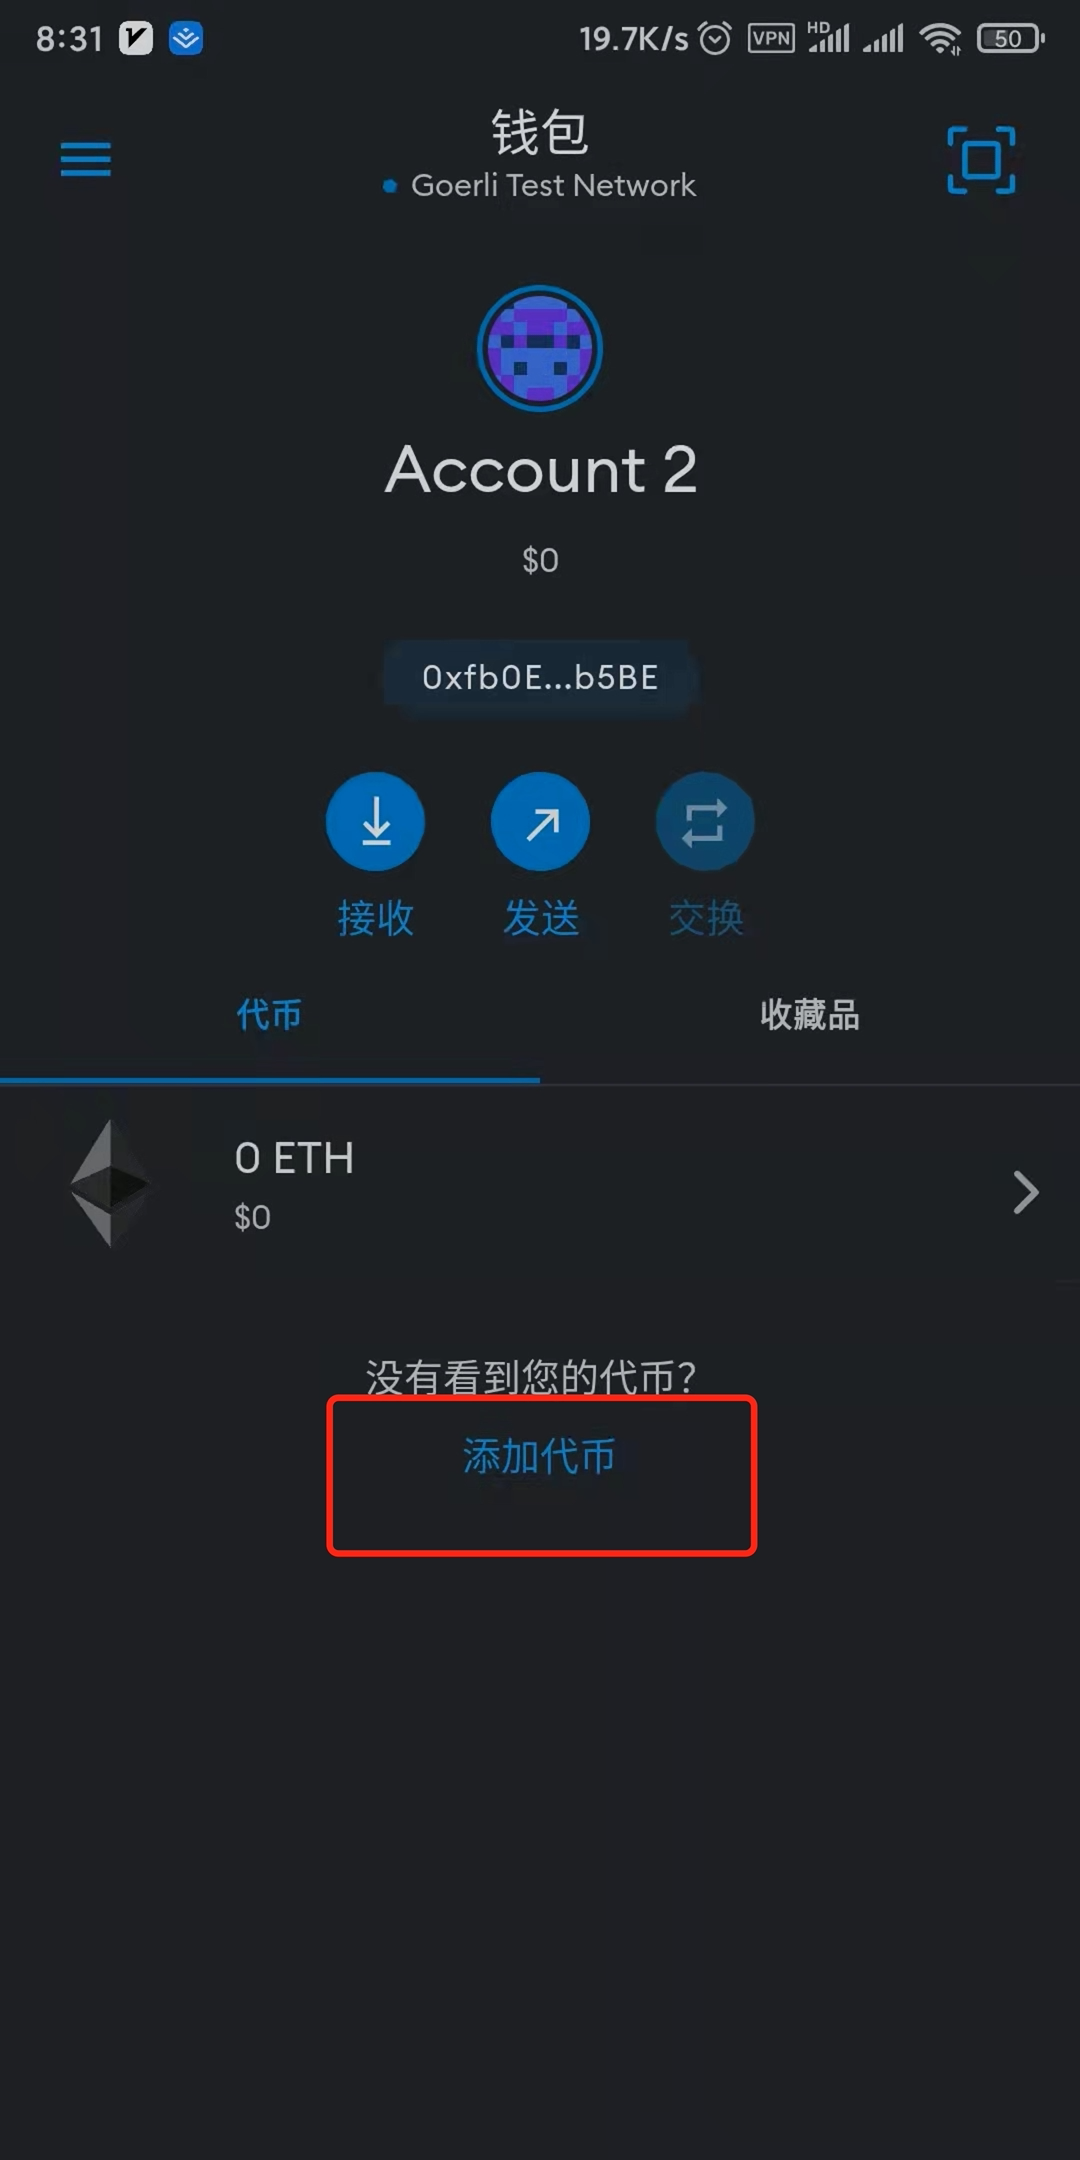 8:31
19.7K/s
VPN
HD
50
钱包
Goerli Test Network
Account 2
$0
0xfb0E...b5BE
接收
发送
交换
代币
收藏品
0 ETH
$0
没有看到您的代币？
添加代币